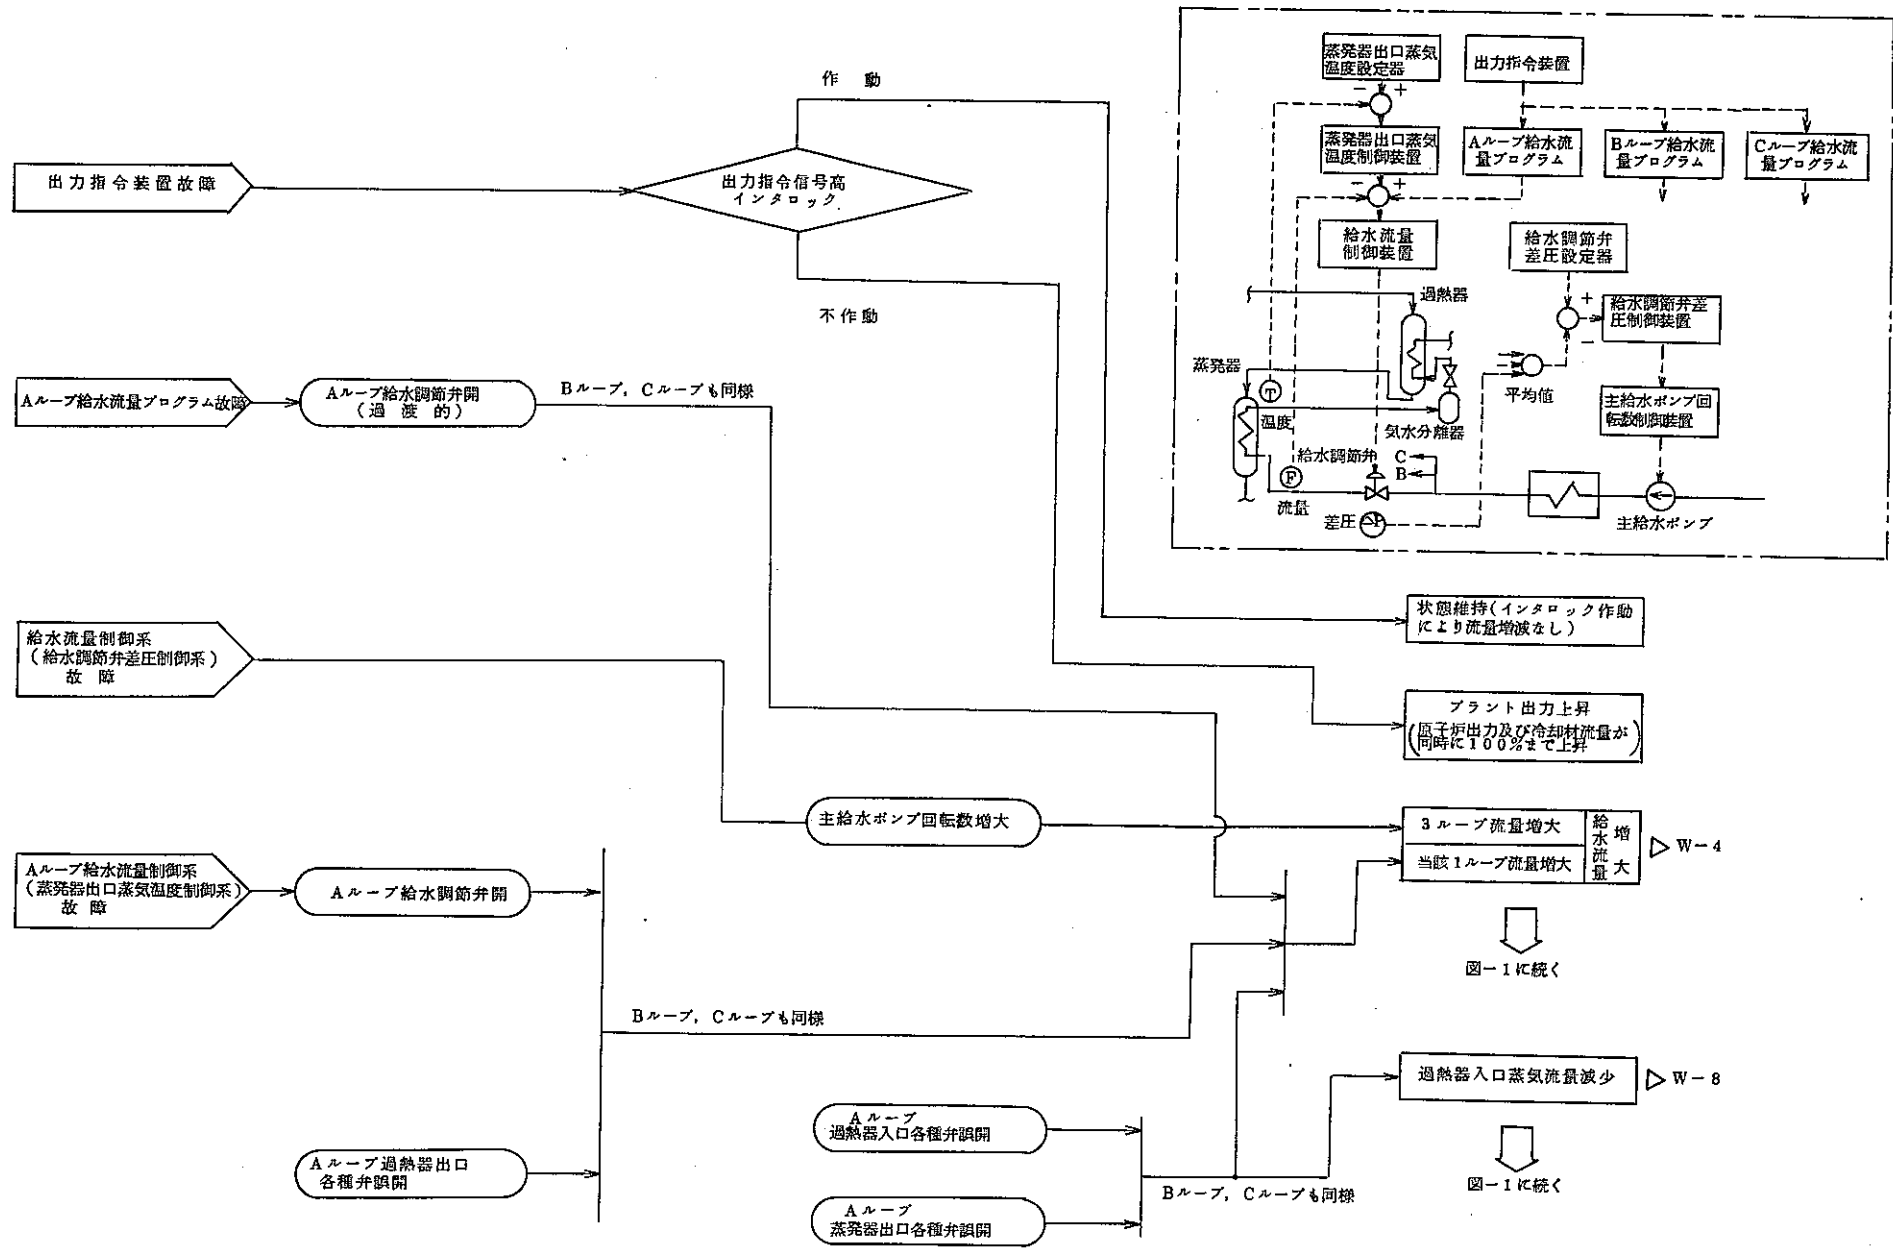 作 動
出力指令装置故障
出力指令信号高
インタロック
不作動
Aループ給水流量プログラム故障
Aループ給水調節弁開
(過 渡 的)
Bループ, Cループも同様
給水流量制御系
(給水調節弁差圧制御系)
故 障
主給水ポンプ回転数増大
Aループ給水流量制御系
(蒸発器出口蒸気温度制御系)
故 障
Aループ給水調節弁開
Bループ, Cループも同様
Aループ過熱器出口
各種弁誤開
Aループ
過熱器入口各種弁誤開
Aループ
蒸発器出口各種弁誤開
Bループ, Cループも同様
蒸発器出口蒸気
温度設定器
出力指令装置
− +
蒸発器出口蒸気
温度制御装置
Aループ給水流
量プログラム
Bループ給水流
量プログラム
Cループ給水流
量プログラム
− +
給水流量
制御装置
給水調節弁
差圧設定器
過熱器
+
−
給水調節弁差
圧制御装置
蒸発器
T
温度
平均値
主給水ポンプ回
転数制御装置
気水分離器
給水調節弁
C
B
F
流量
差圧
主給水ポンプ
状態維持(インタロック作動
により流量増減なし)
プラント出力上昇
(原子炉出力及び冷却材流量が
同時に100%まで上昇)
3ループ流量増大
当該1ループ流量増大
給水流量
増大
W−4
図−1に続く
過熱器入口蒸気流量減少
W−8
図−1に続く